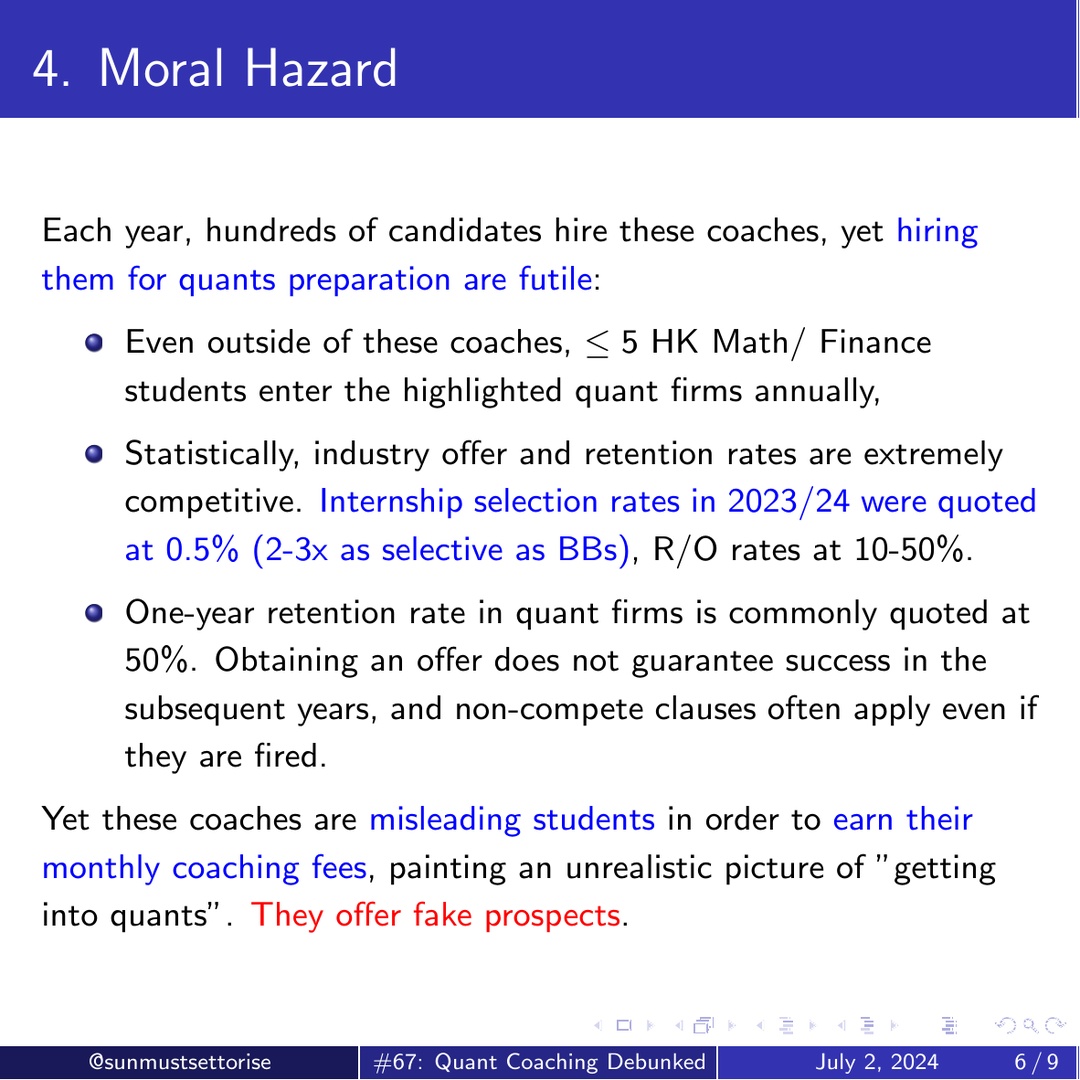 4. Moral Hazard
Each year, hundreds of candidates hire these coaches, yet hiring
them for quants preparation are futile:
Even outside of these coaches, ≤ 5 HK Math/ Finance
students enter the highlighted quant firms annually,
Statistically, industry offer and retention rates are extremely
competitive. Internship selection rates in 2023/24 were quoted
at 0.5% (2-3x as selective as BBs), R/O rates at 10-50%.
One-year retention rate in quant firms is commonly quoted at
50%. Obtaining an offer does not guarantee success in the
subsequent years, and non-compete clauses often apply even if
they are fired.
Yet these coaches are misleading students in order to earn their
monthly coaching fees, painting an unrealistic picture of ”getting
into quants”. They offer fake prospects.
@sunmustsettorise #67: Quant Coaching Debunked July 2, 2024 6 / 9